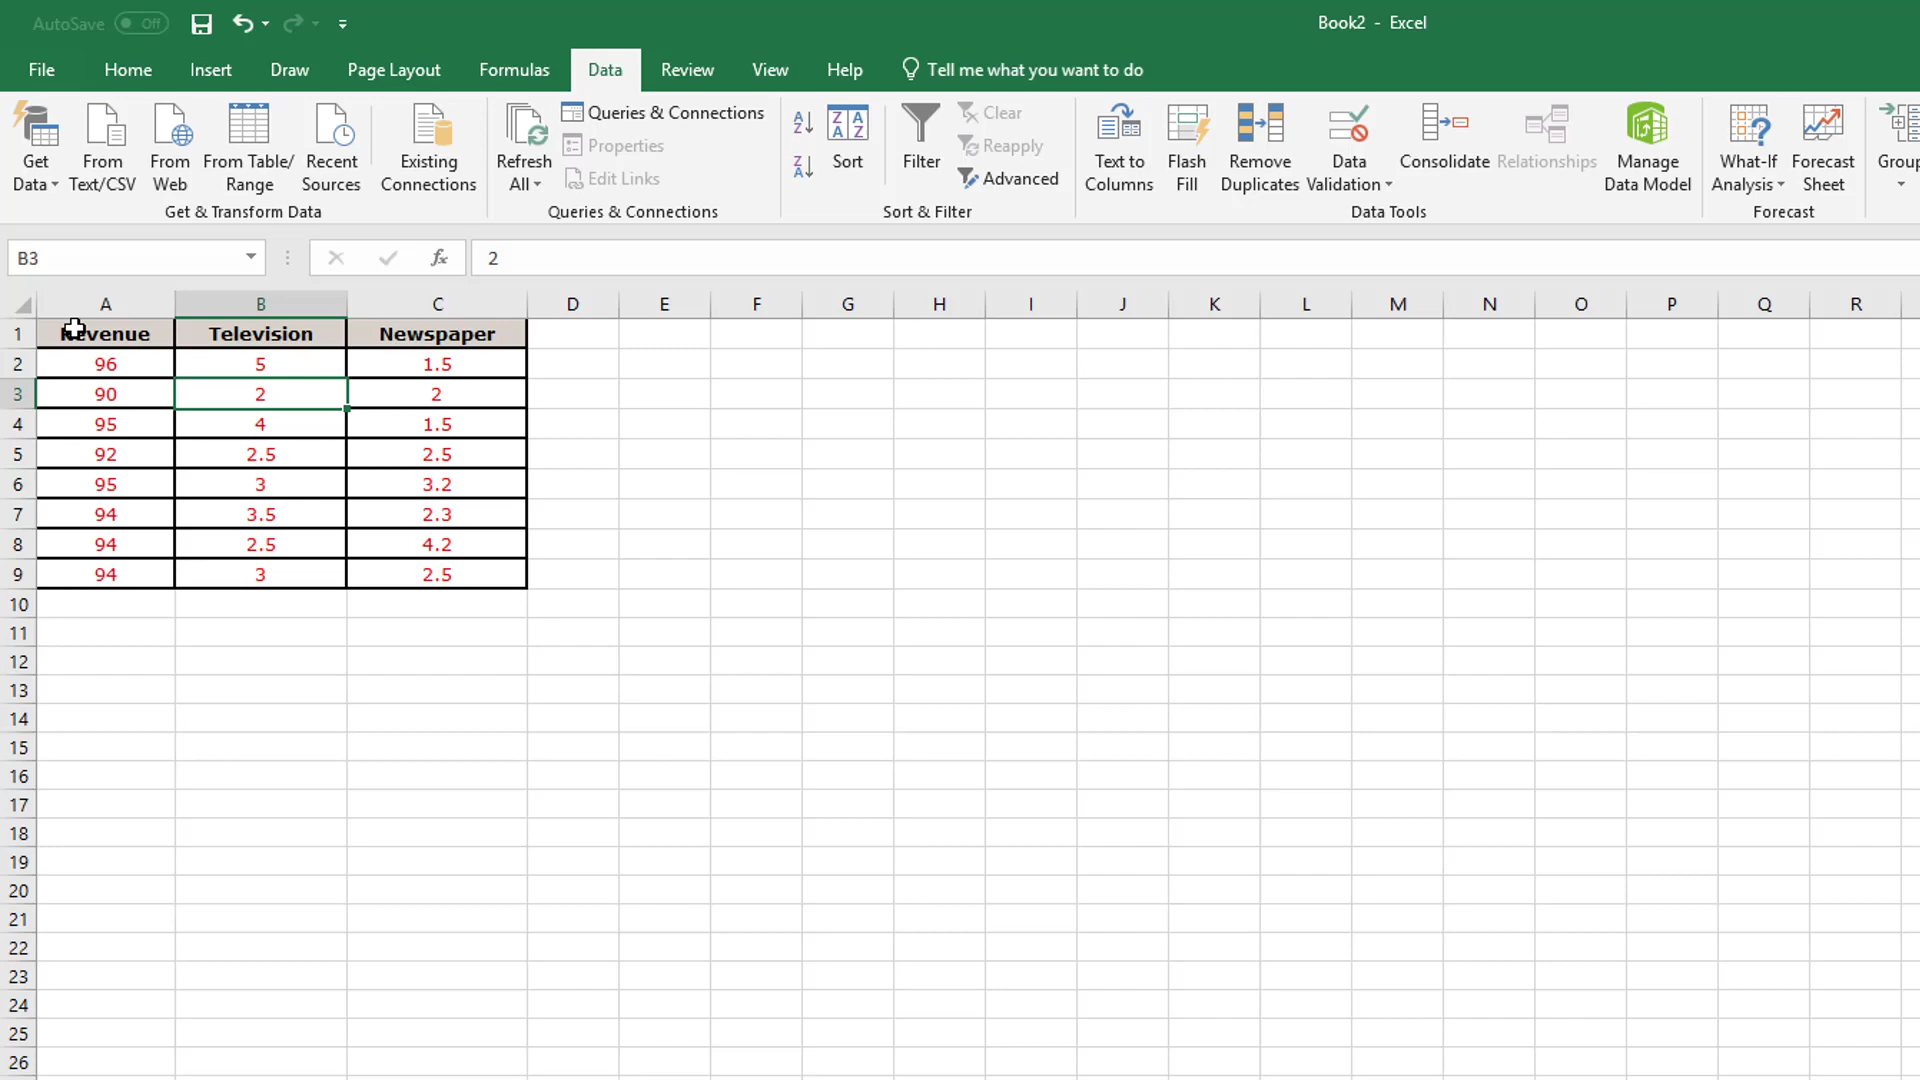 AutoSave Off
Book2 - Excel
File Home Insert Draw Page Layout Formulas Data Review View Help Tell me what you want to do
Get Data
From Text/CSV
From Web
From Table/ Range
Recent Sources
Existing Connections
Get & Transform Data
Refresh All
Queries & Connections
Properties
Edit Links
Queries & Connections
Sort
Filter
Clear
Reapply
Advanced
Sort & Filter
Text to Columns
Flash Fill
Remove Duplicates
Data Validation
Consolidate
Relationships
Manage Data Model
Data Tools
What-If Analysis
Forecast Sheet
Forecast
Group
B3 fx 2
A B C D E F G H I J K L M N O P Q R
1 Revenue Television Newspaper
2 96 5 1.5
3 90 2 2
4 95 4 1.5
5 92 2.5 2.5
6 95 3 3.2
7 94 3.5 2.3
8 94 2.5 4.2
9 94 3 2.5
10
11
12
13
14
15
16
17
18
19
20
21
22
23
24
25
26